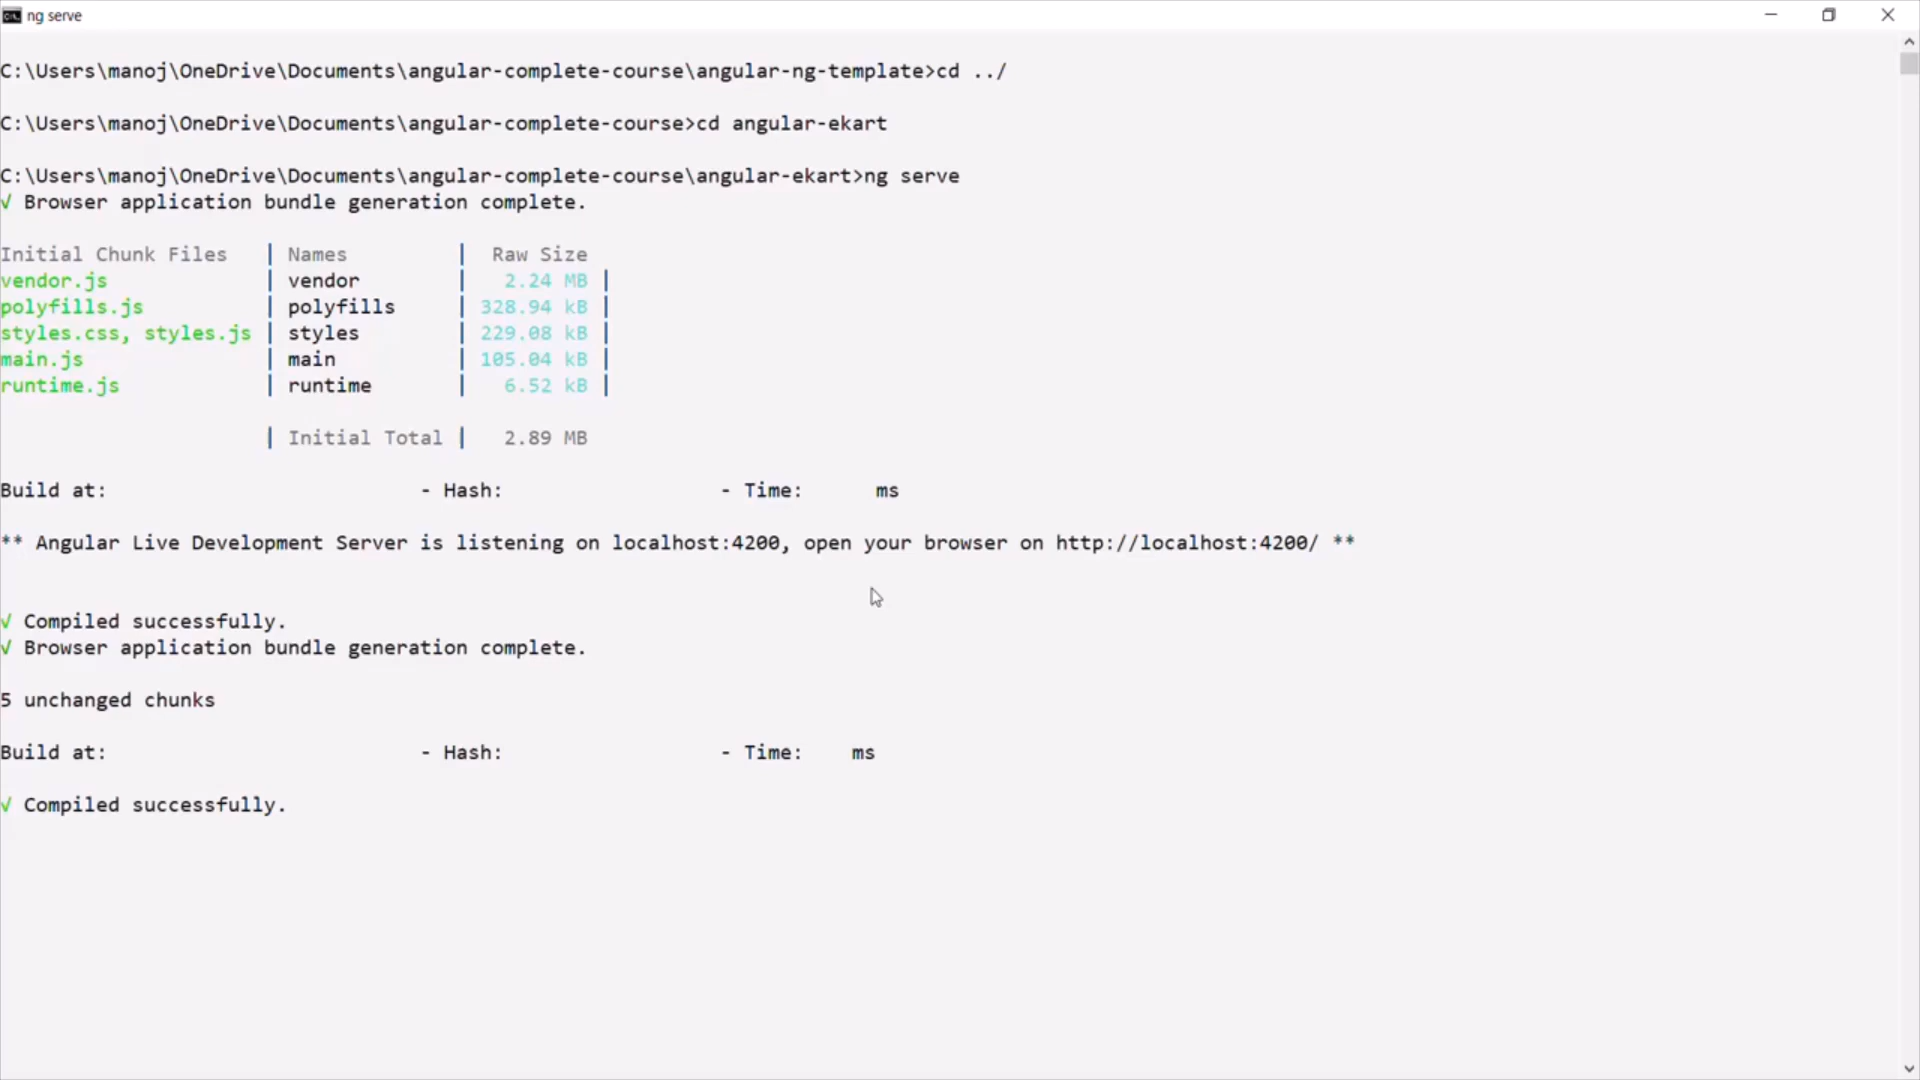 ng serve
C:\Users\manoj\OneDrive\Documents\angular-complete-course\angular-ng-template>cd ../
C:\Users\manoj\OneDrive\Documents\angular-complete-course>cd angular-ekart
C:\Users\manoj\OneDrive\Documents\angular-complete-course\angular-ekart>ng serve
√ Browser application bundle generation complete.
Initial Chunk Files | Names | Raw Size
vendor.js | vendor | 2.24 MB |
polyfills.js | polyfills | 328.94 kB |
styles.css, styles.js | styles | 229.08 kB |
main.js | main | 105.04 kB |
runtime.js | runtime | 6.52 kB |
| Initial Total | 2.89 MB
Build at: - Hash: - Time: ms
** Angular Live Development Server is listening on localhost:4200, open your browser on http://localhost:4200/ **
√ Compiled successfully.
√ Browser application bundle generation complete.
5 unchanged chunks
Build at: - Hash: - Time: ms
√ Compiled successfully.